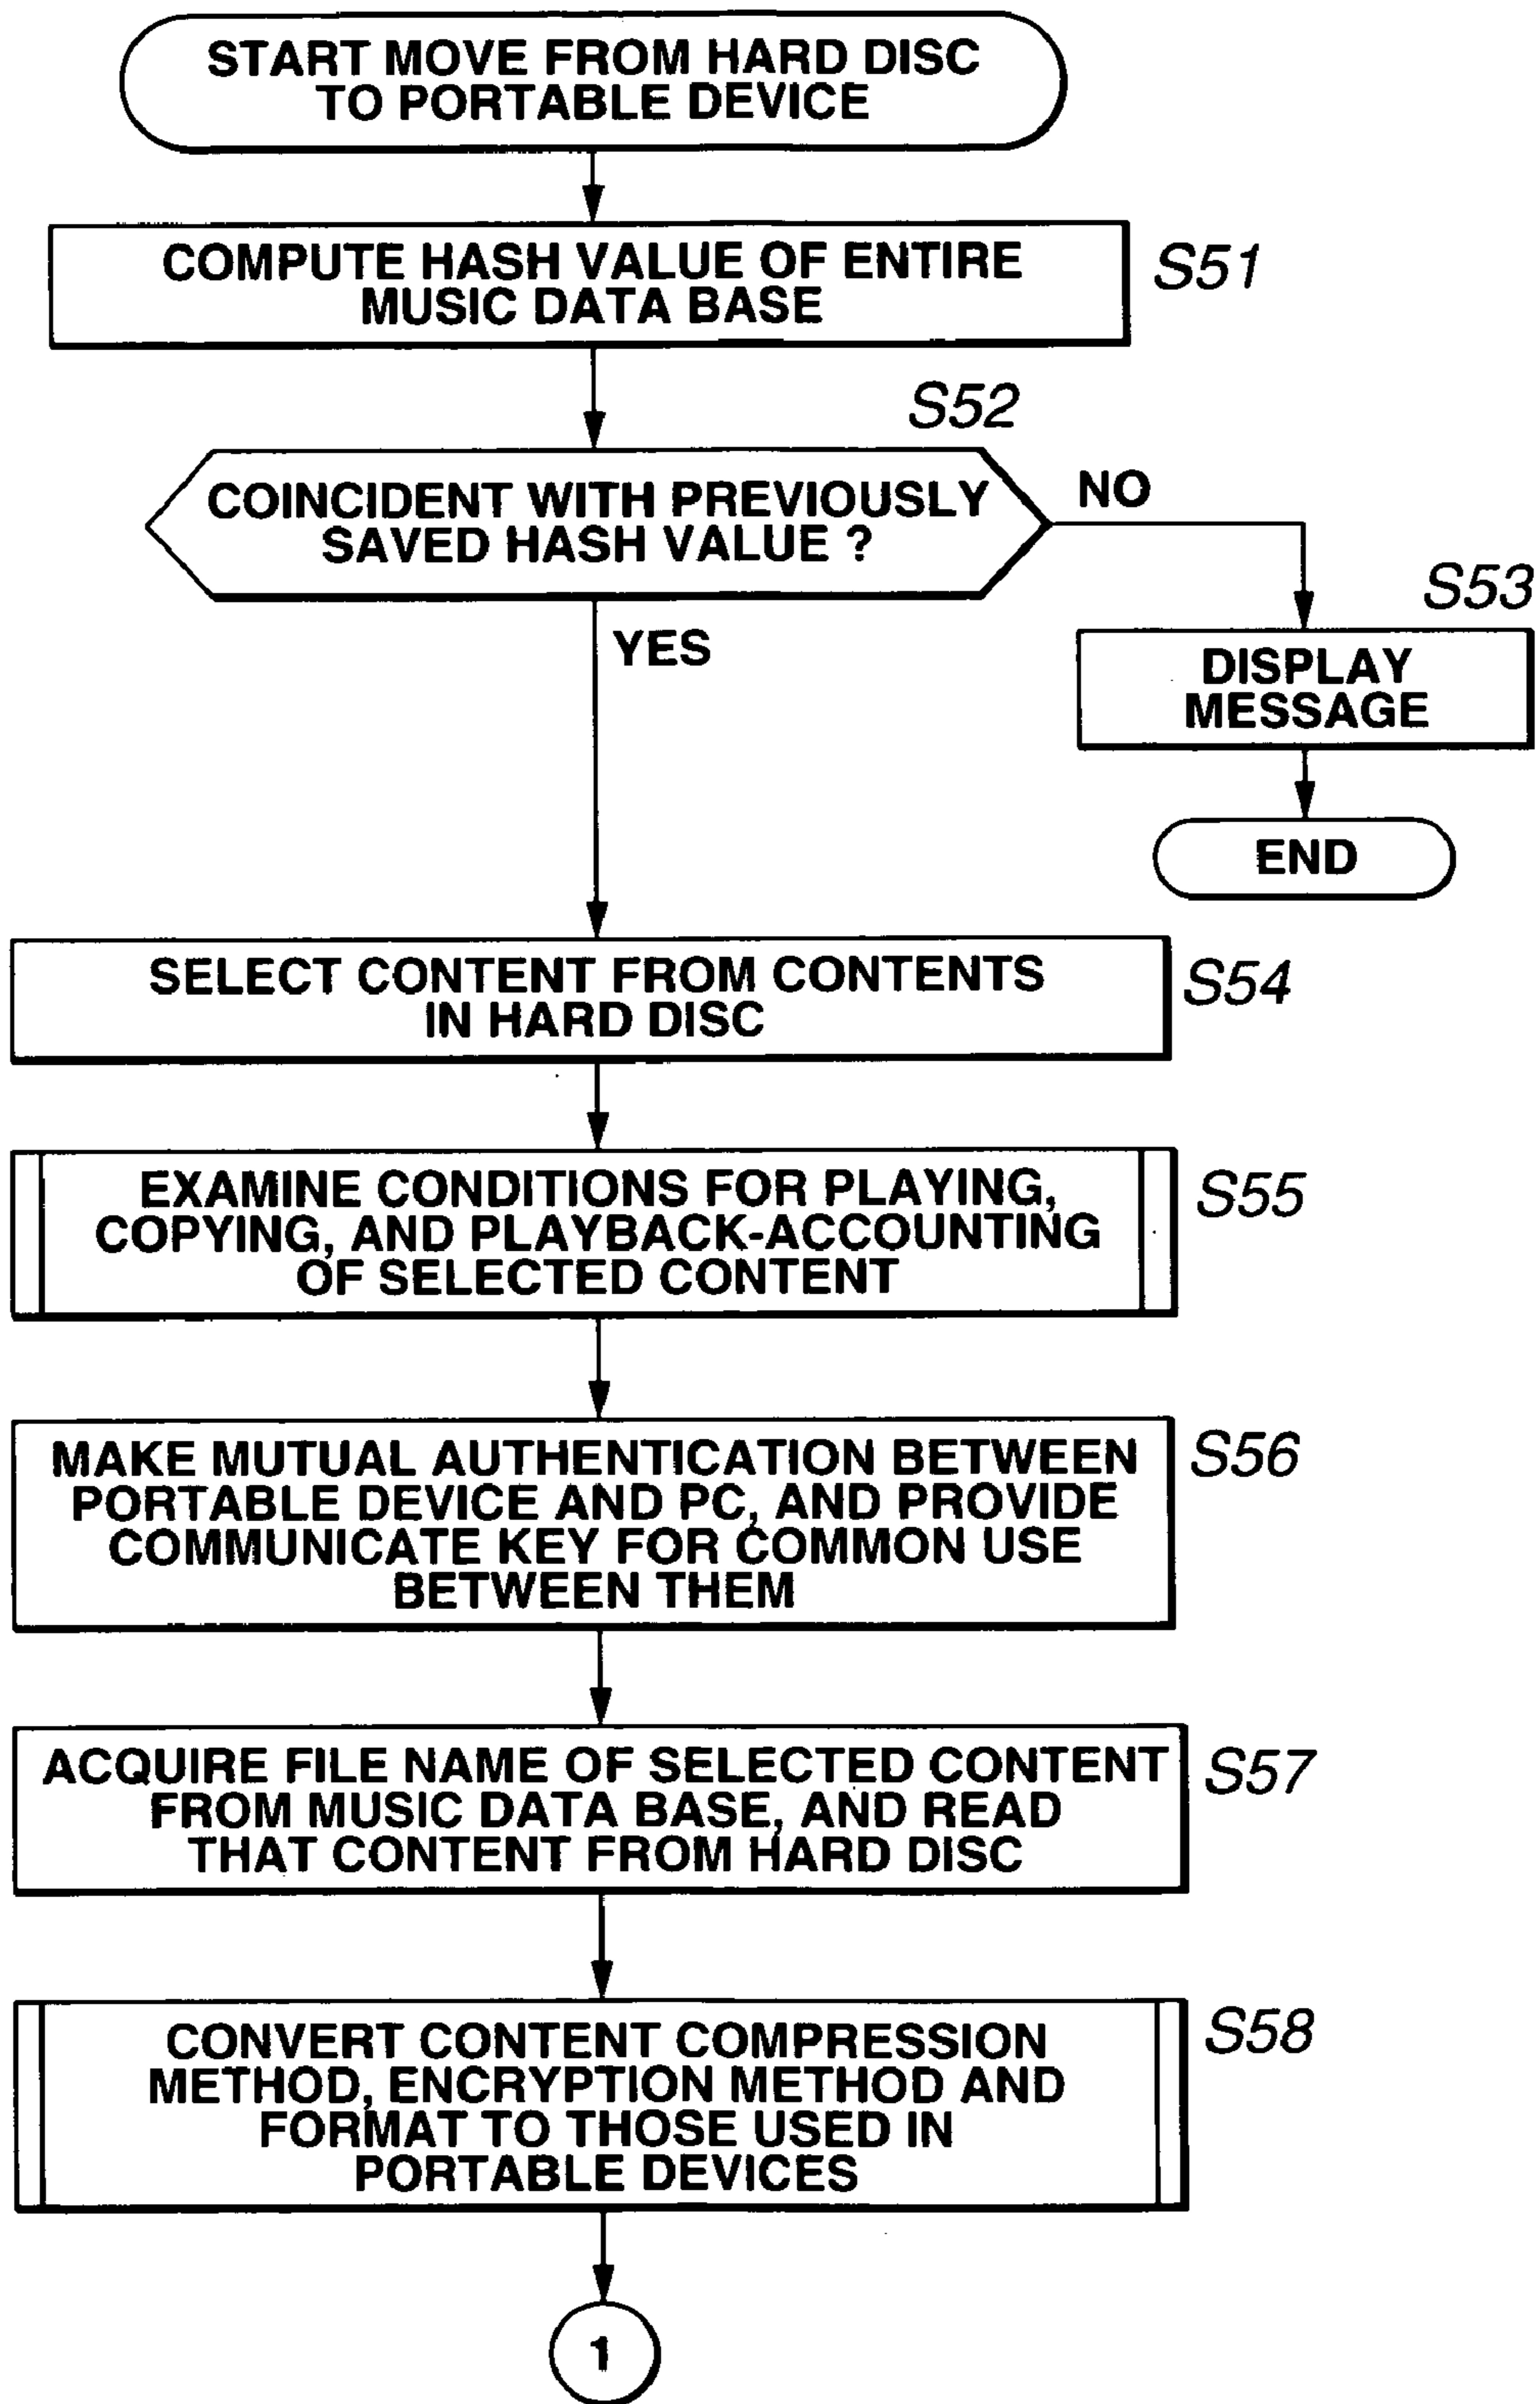 START MOVE FROM HARD DISC
TO PORTABLE DEVICE
COMPUTE HASH VALUE OF ENTIRE
MUSIC DATA BASE
S51
S52
COINCIDENT WITH PREVIOUSLY
SAVED HASH VALUE ?
NO
YES
S53
DISPLAY
MESSAGE
END
SELECT CONTENT FROM CONTENTS
IN HARD DISC
S54
EXAMINE CONDITIONS FOR PLAYING,
COPYING, AND PLAYBACK-ACCOUNTING
OF SELECTED CONTENT
S55
MAKE MUTUAL AUTHENTICATION BETWEEN
PORTABLE DEVICE AND PC, AND PROVIDE
COMMUNICATE KEY FOR COMMON USE
BETWEEN THEM
S56
ACQUIRE FILE NAME OF SELECTED CONTENT
FROM MUSIC DATA BASE, AND READ
THAT CONTENT FROM HARD DISC
S57
CONVERT CONTENT COMPRESSION
METHOD, ENCRYPTION METHOD AND
FORMAT TO THOSE USED IN
PORTABLE DEVICES
S58
1